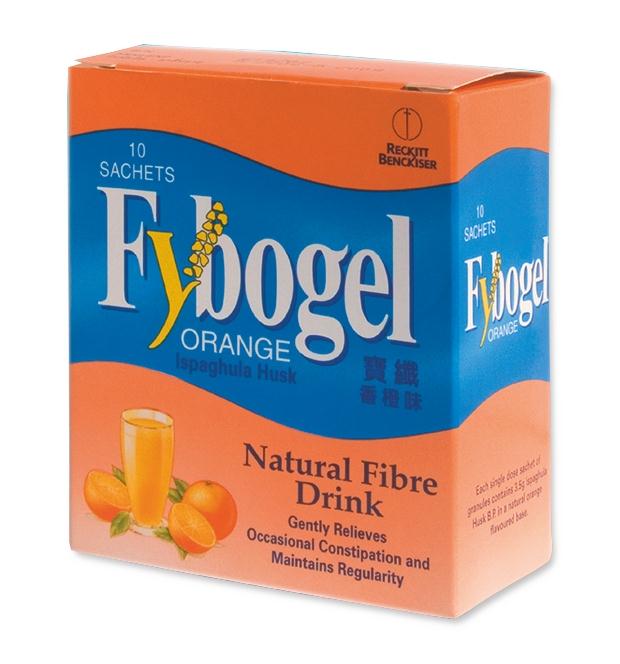 RECKITT
BENCKISER
10
SACHETS
Fybogel
ORANGE
Ispaghula Husk
寶纖
香橙味
Natural Fibre
Drink
Gently Relieves
Occasional Constipation and
Maintains Regularity
10
SACHETS
Fybogel
ORANGE
Each single dose sachet of
granules contains 3.5g Ispaghula
Husk B.P. in a natural orange
flavoured base.